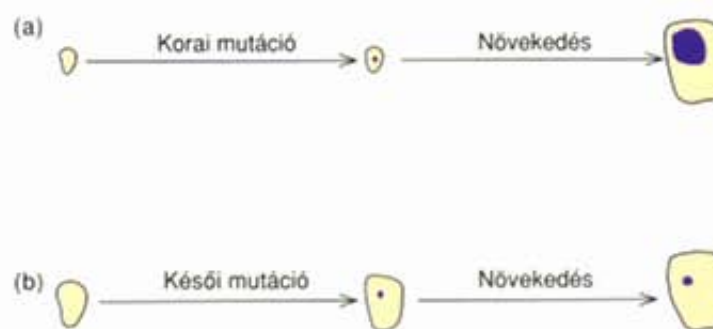 (a)
Korai mutáció
Növekedés
(b)
Késői mutáció
Növekedés